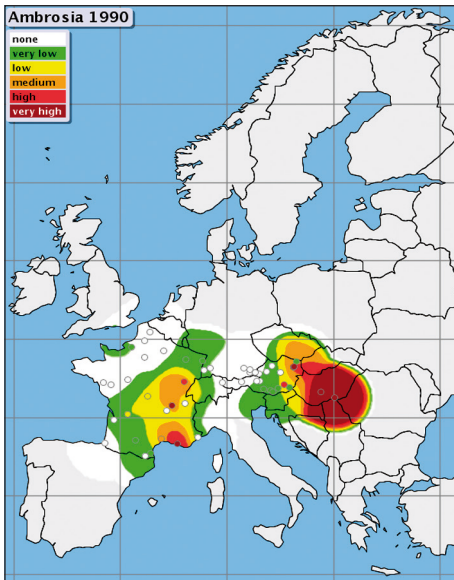 Ambrosia 1990
none
very low
low
medium
high
very high